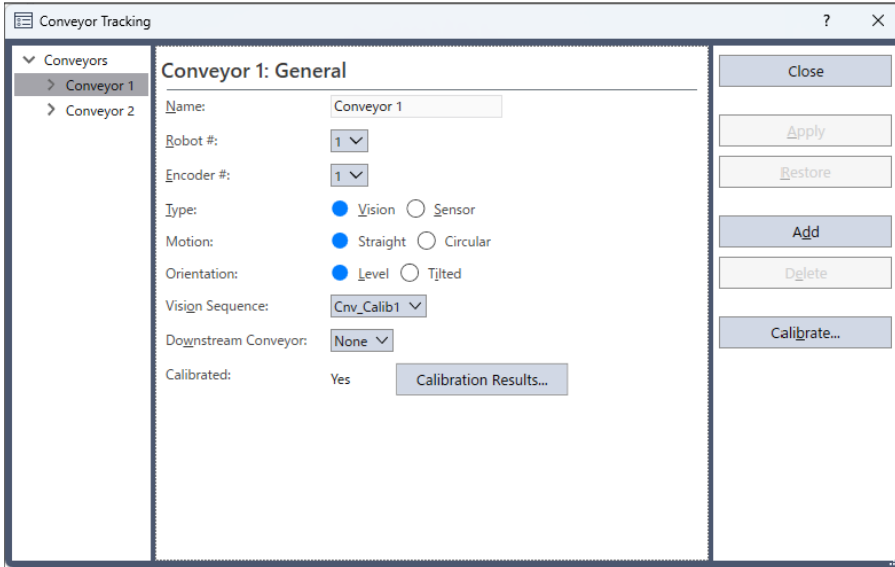 Conveyor Tracking ?
Conveyors
Conveyor 1
Conveyor 2
Conveyor 1: General
Name: Conveyor 1
Robot #: 1
Encoder #: 1
Type: Vision Sensor
Motion: Straight Circular
Orientation: Level Tilted
Vision Sequence: Cnv_Calib1
Downstream Conveyor: None
Calibrated: Yes Calibration Results...
Close
Apply
Restore
Add
Delete
Calibrate...